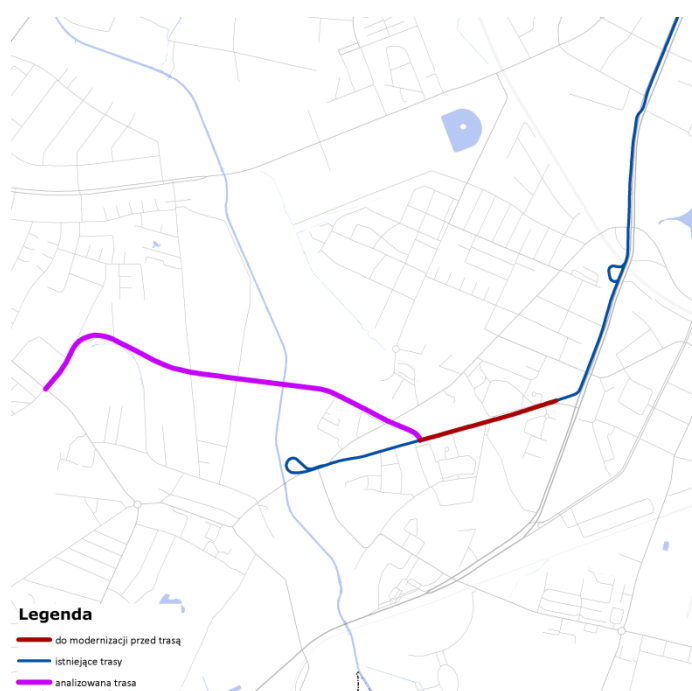 Legenda
do modernizacji przed trasą
istniejące trasy
analizowana trasa